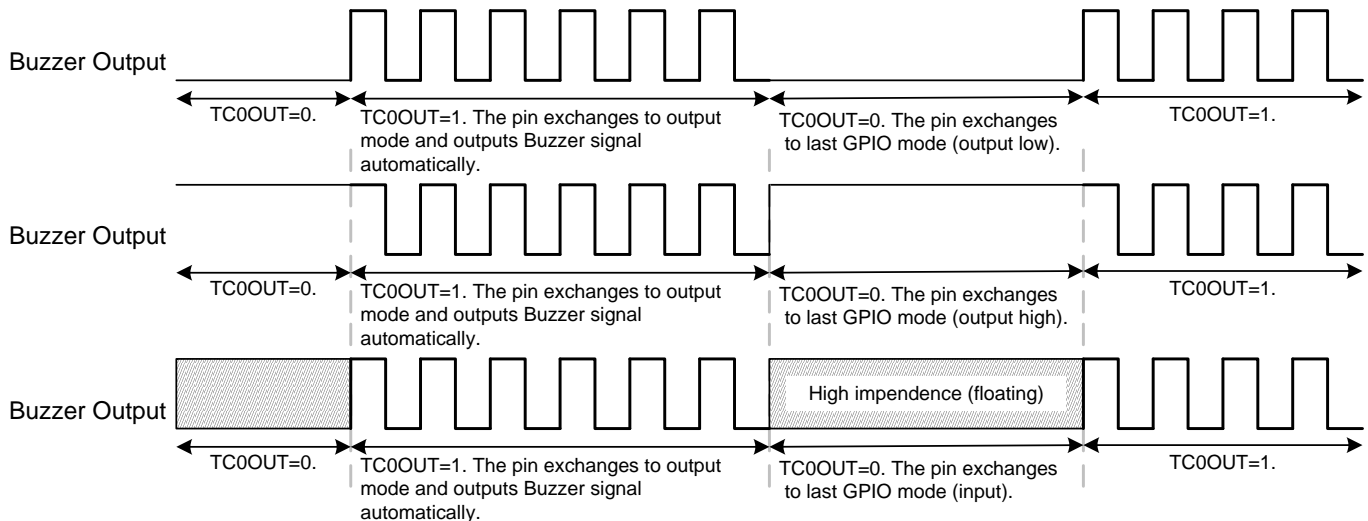 Buzzer Output
TC0OUT=0.
TC0OUT=1. The pin exchanges to output
mode and outputs Buzzer signal
automatically.
TC0OUT=0. The pin exchanges
to last GPIO mode (output low).
TC0OUT=1.
Buzzer Output
TC0OUT=0.
TC0OUT=1. The pin exchanges to output
mode and outputs Buzzer signal
automatically.
TC0OUT=0. The pin exchanges
to last GPIO mode (output high).
TC0OUT=1.
Buzzer Output
High impendence (floating)
TC0OUT=0.
TC0OUT=1. The pin exchanges to output
mode and outputs Buzzer signal
automatically.
TC0OUT=0. The pin exchanges
to last GPIO mode (input).
TC0OUT=1.